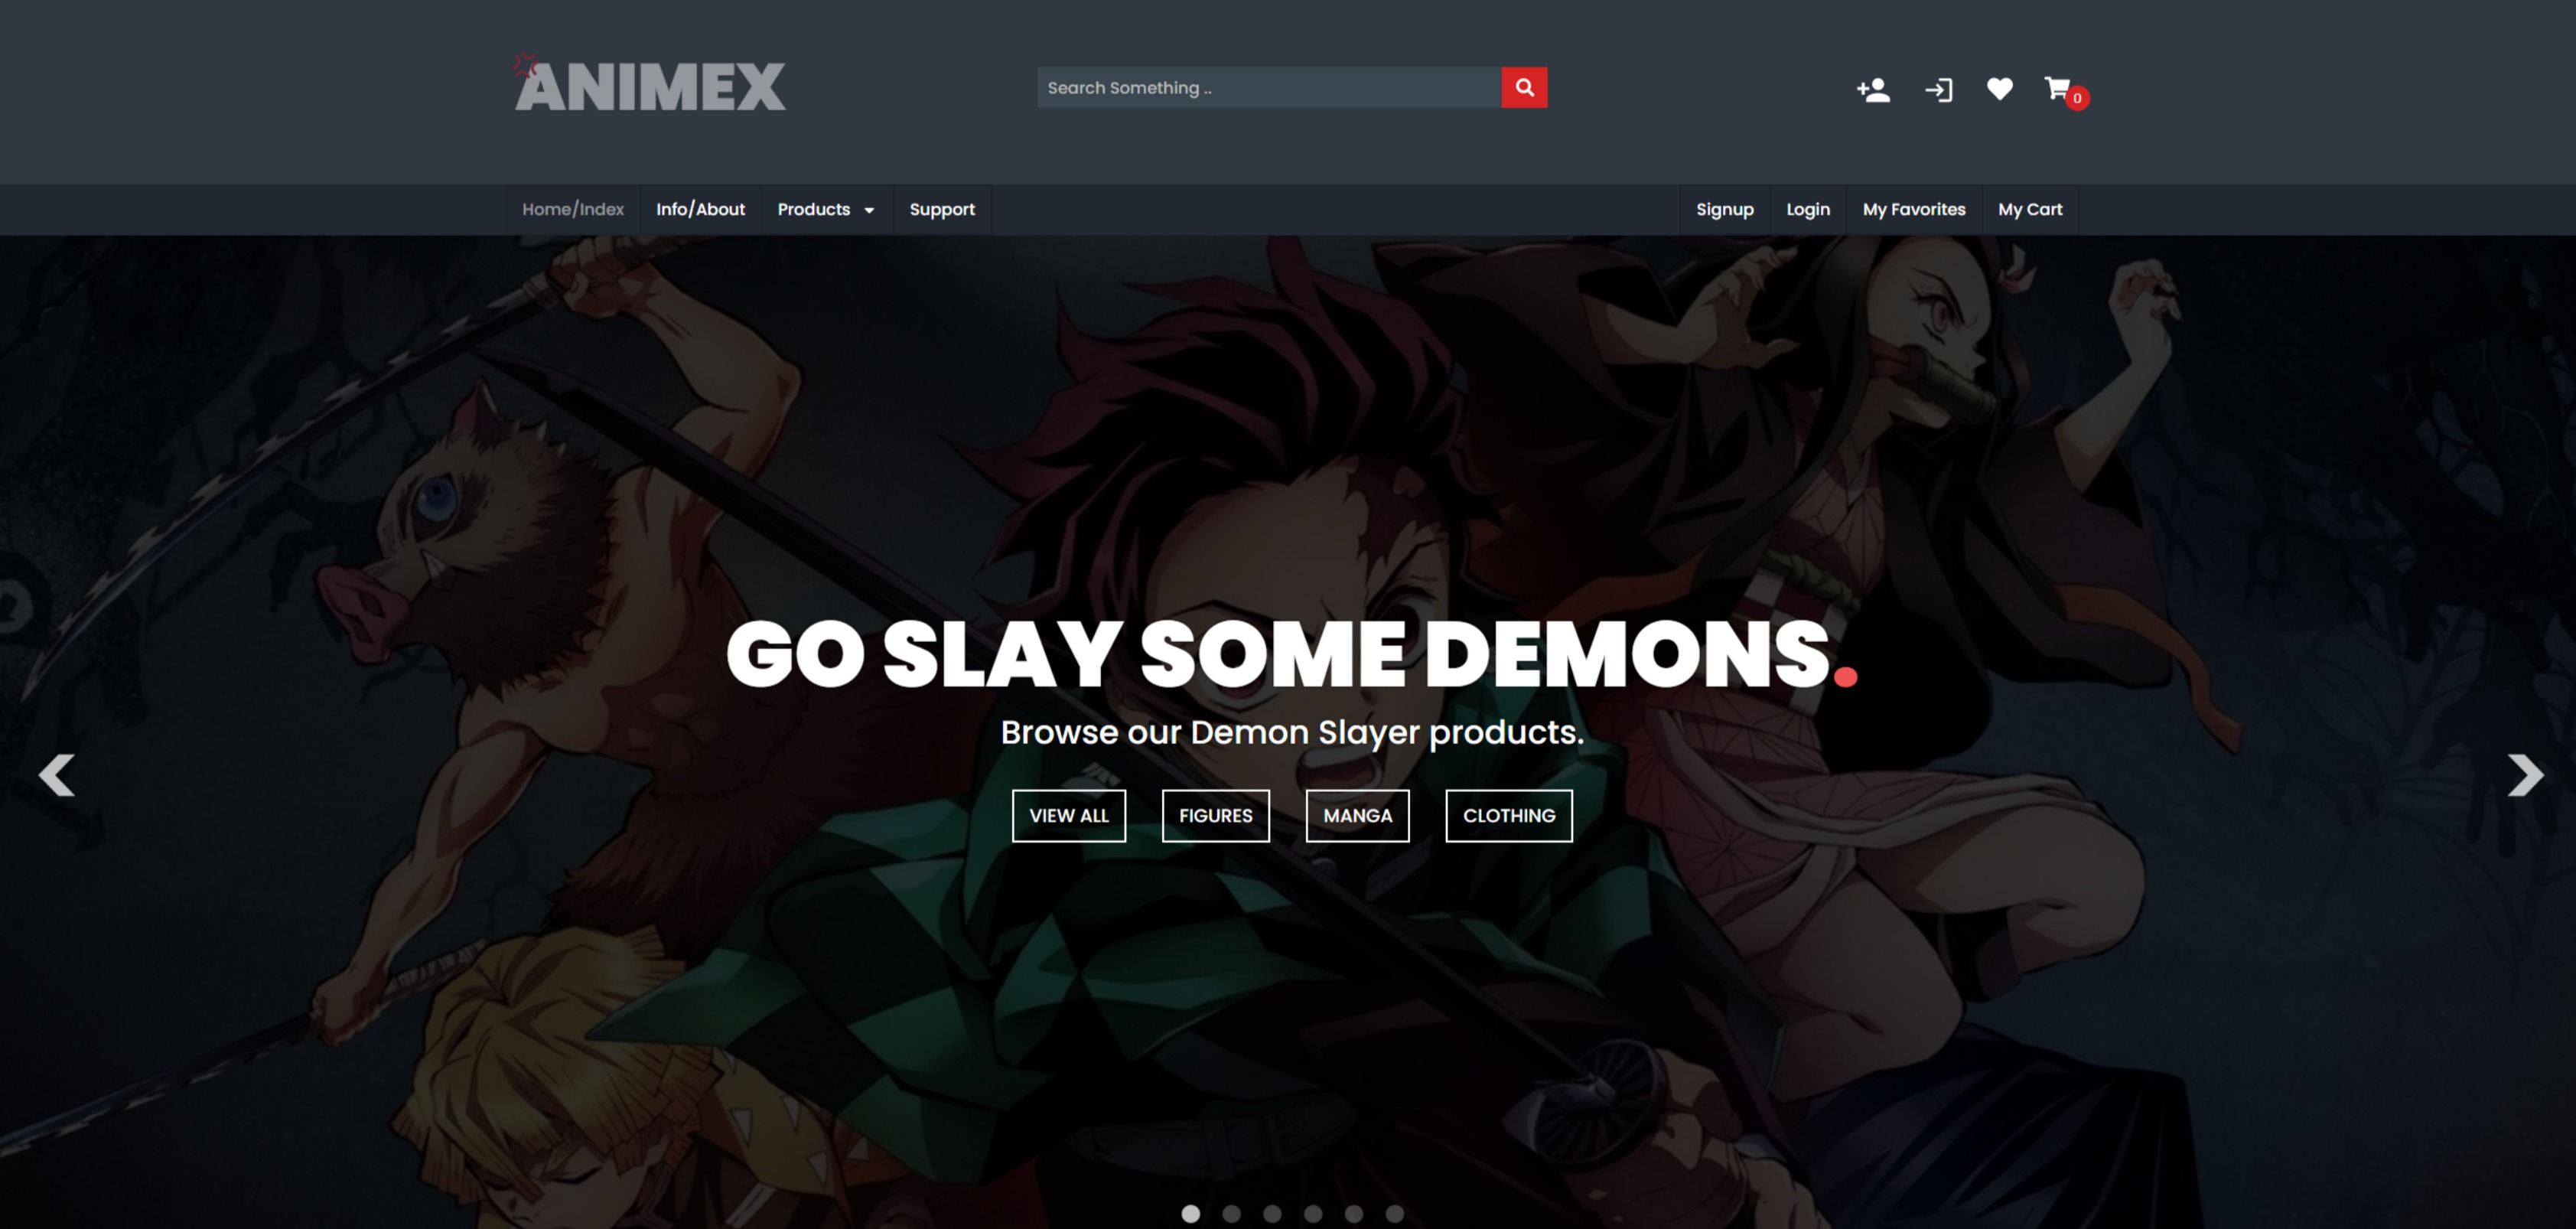 ANIMEX
Search Something ..
0
Home/Index Info/About Products Support Signup Login My Favorites My Cart
GO SLAY SOME DEMONS.
Browse our Demon Slayer products.
VIEW ALL FIGURES MANGA CLOTHING